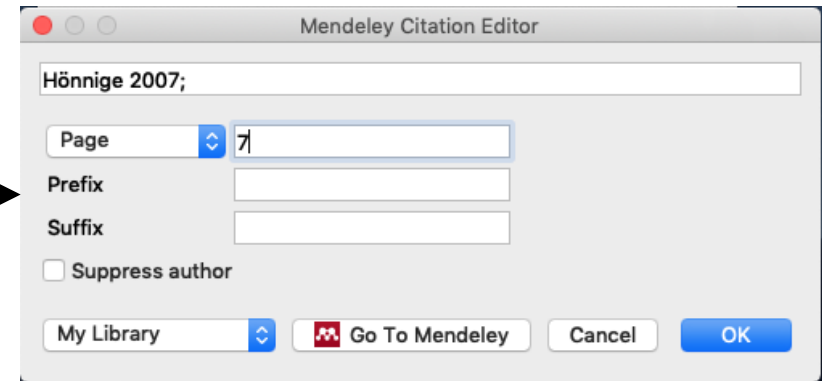 Mendeley Citation Editor
Hönnige 2007;
Page 7
Prefix
Suffix
Suppress author
My Library Go To Mendeley Cancel OK